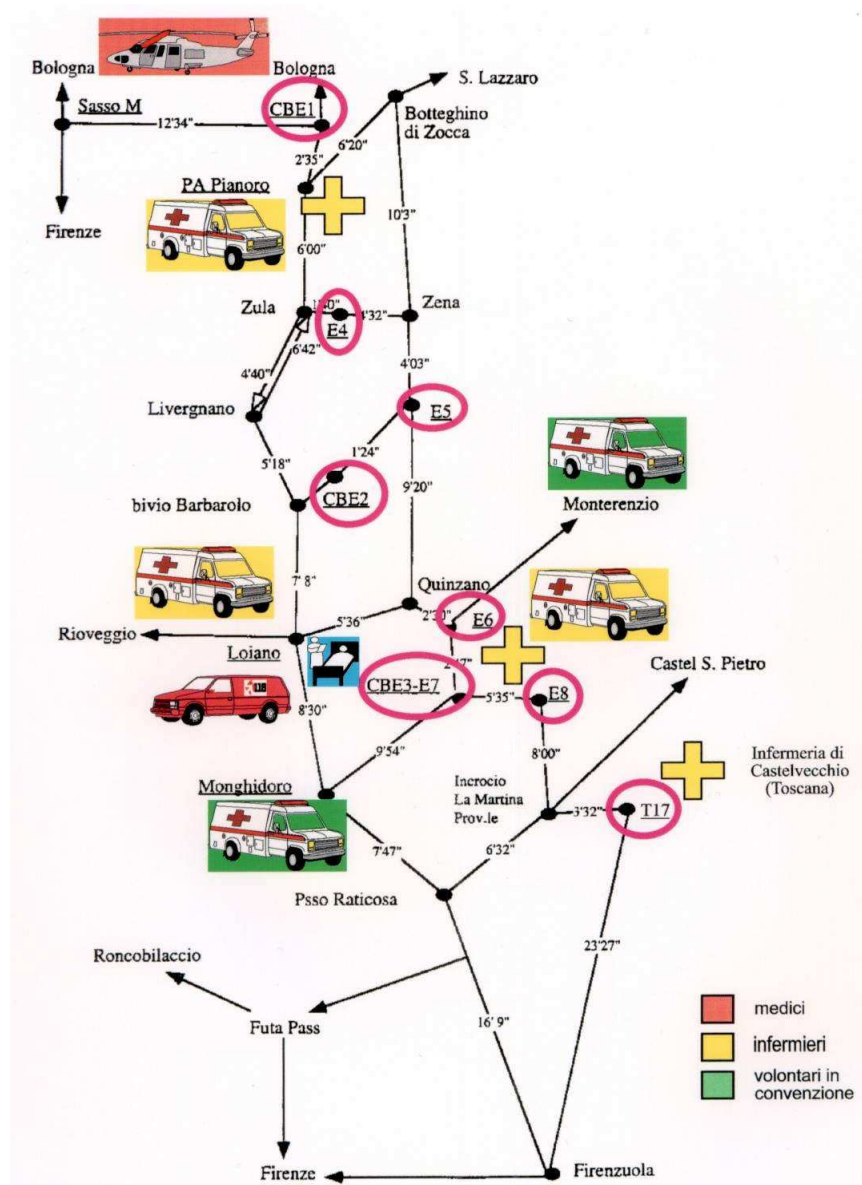 Bologna
Bologna
S. Lazzaro
Sasso M
CBE1
Botteghino
di Zocca
12'34"
6'20"
2'35"
PA Pianoro
Firenze
10'3"
6'00"
Zula
Zena
E4
4'32"
6'42"
4'40"
4'03"
Livergnano
E5
1'24"
5'18"
CBE2
9'20"
bivio Barbarolo
Monterenzio
7'8"
Quinzano
5'36"
E6
Rioveggio
Loiano
CBE3-E7
Castel S. Pietro
118
5'35"
E8
8'30"
9'54"
8'00"
Monghidoro
Incrocio
La Martina
Prov.le
Infermeria di
Castelvecchio
(Toscana)
3'32"
T17
7'47"
6'32"
Psso Raticosa
23'27"
Roncobilaccio
Futa Pass
16'9"
medici
infermieri
volontari in
convenzione
Firenze
Firenzuola